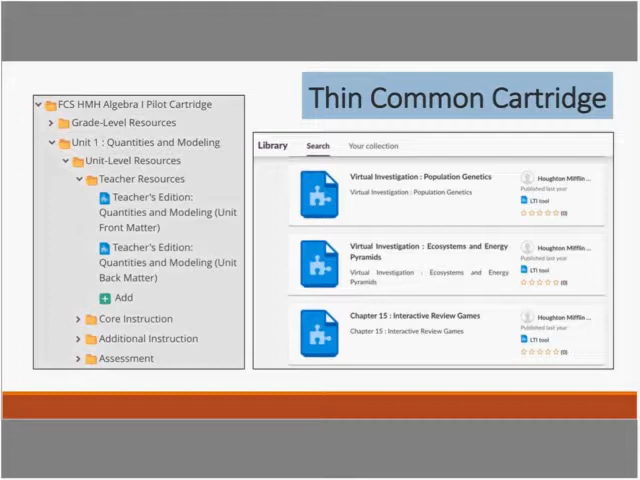 Thin Common Cartridge
FCS HMH Algebra I Pilot Cartridge
Grade-Level Resources
Unit 1 : Quantities and Modeling
Unit-Level Resources
Teacher Resources
Teacher's Edition:
Quantities and Modeling (Unit
Front Matter)
Teacher's Edition:
Quantities and Modeling (Unit
Back Matter)
Add
Core Instruction
Additional Instruction
Assessment
Library Search Your collection
Virtual Investigation : Population Genetics
Virtual Investigation : Population Genetics
Houghton Mifflin ...
Published last year
LTI tool
(0)
Virtual Investigation : Ecosystems and Energy
Pyramids
Virtual Investigation : Ecosystems and Energy
Pyramids
Houghton Mifflin ...
Published last year
LTI tool
(0)
Chapter 15 : Interactive Review Games
Chapter 15 : Interactive Review Games
Houghton Mifflin ...
Published last year
LTI tool
(0)